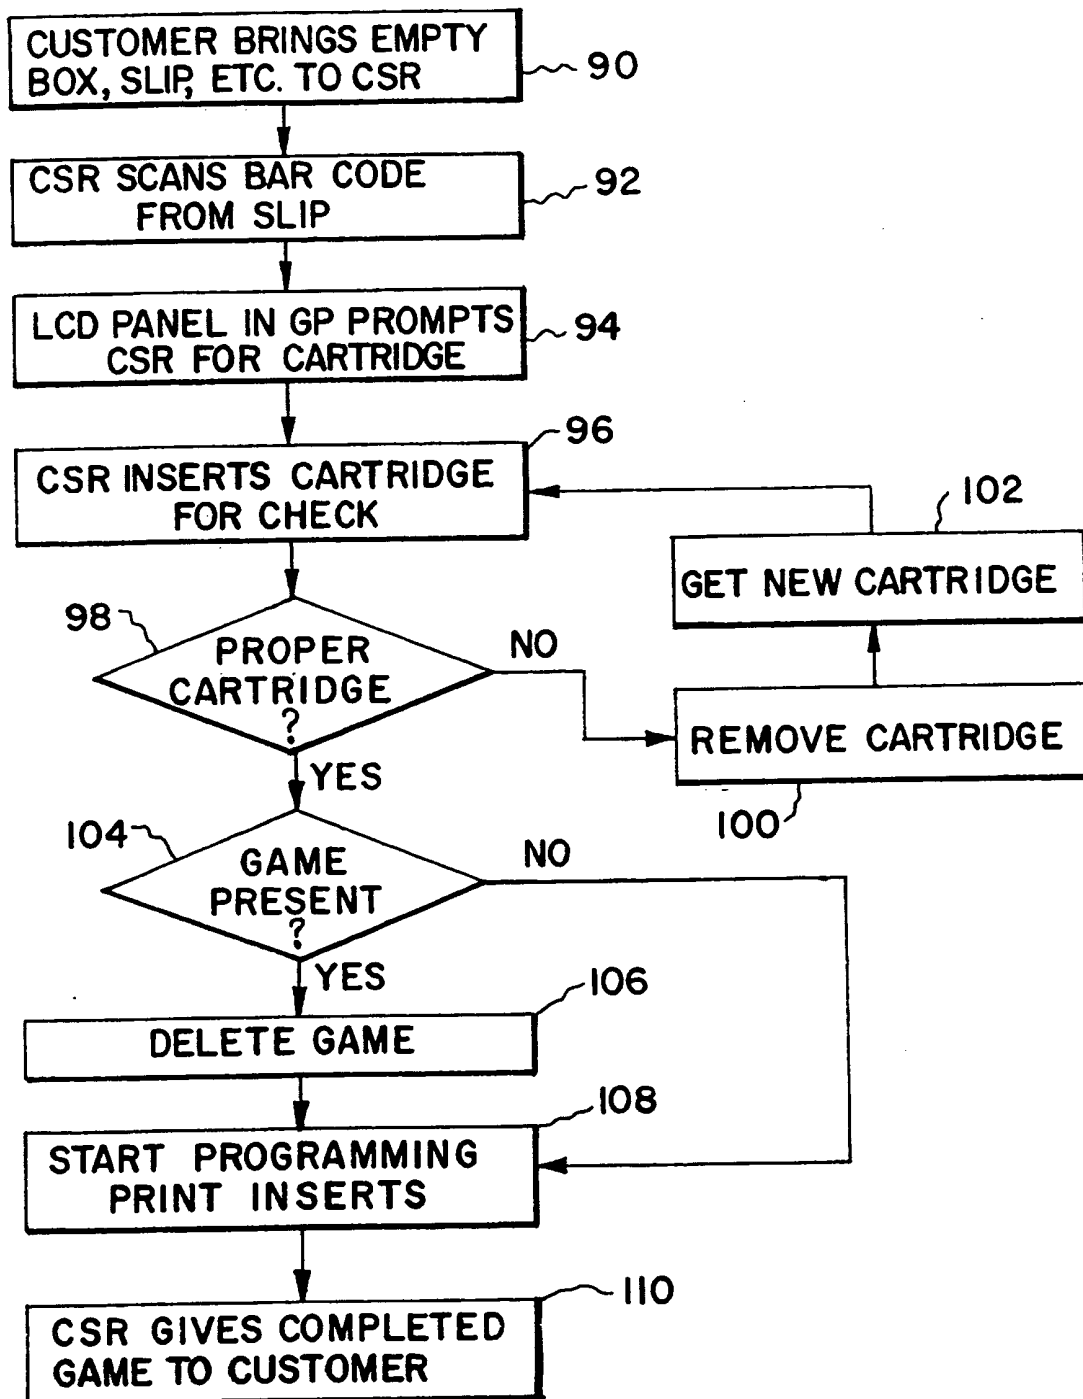 CUSTOMER BRINGS EMPTY
BOX, SLIP, ETC. TO CSR
90
CSR SCANS BAR CODE
FROM SLIP
92
LCD PANEL IN GP PROMPTS
CSR FOR CARTRIDGE
94
CSR INSERTS CARTRIDGE
FOR CHECK
96
98
PROPER
CARTRIDGE
?
NO
YES
REMOVE CARTRIDGE
100
GET NEW CARTRIDGE
102
104
GAME
PRESENT
?
NO
YES
DELETE GAME
106
START PROGRAMMING
PRINT INSERTS
108
CSR GIVES COMPLETED
GAME TO CUSTOMER
110